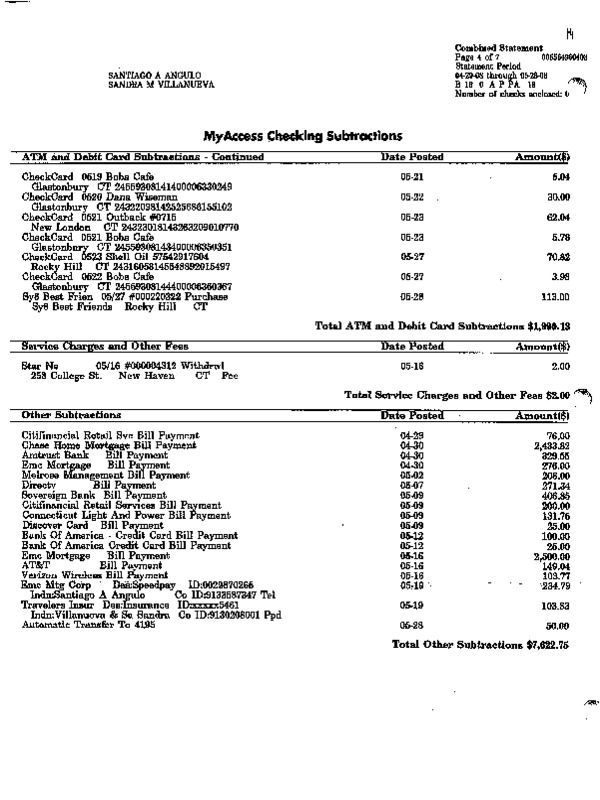 Combined Statement
Page 4 of 7
Statement Period
04-29-08 through 05-28-08
B 18 0 A P PA 18
Number of checks enclosed: 0
SANTIAGO A ANGULO
SANDRA M VILLANUEVA
MyAccess Checking Subtractions
ATM and Debit Card Subtractions - Continued Date Posted Amount($)
CheckCard 0519 Bobs Cafe 05-21 5.04
Glastonbury CT
CheckCard 0520 Dana Wiseman 05-22 30.00
Glastonbury CT
CheckCard 0521 Outback #0715 05-23 62.04
New London CT
CheckCard 0521 Bobs Cafe 05-23 5.78
Glastonbury CT
CheckCard 0523 Shell Oil 57542917604 05-27 70.82
Rocky Hill CT
CheckCard 0522 Bobs Cafe 05-27 3.98
Glastonbury CT
Sy8 Best Frien 05/27 #000220322 Purchase 05-28 113.00
Sy8 Best Friends Rocky Hill CT
Total ATM and Debit Card Subtractions $1,990.13
Service Charges and Other Fees Date Posted Amount($)
Star Ne 05/16 #000004312 Withdrwl 05-16 2.00
253 College St. New Haven CT Fee
Total Service Charges and Other Fees $2.00
Other Subtractions Date Posted Amount($)
Citifinancial Retail Svc Bill Payment 04-29 76.00
Chase Home Mortgage Bill Payment 04-30 2,433.82
Amtrust Bank Bill Payment 04-30 329.55
Emc Mortgage Bill Payment 04-30 276.00
Melrose Management Bill Payment 05-02 208.00
Directv Bill Payment 05-07 271.34
Sovereign Bank Bill Payment 05-09 406.85
Citifinancial Retail Services Bill Payment 05-09 200.00
Connecticut Light And Power Bill Payment 05-09 131.76
Discover Card Bill Payment 05-09 25.00
Bank Of America - Credit Card Bill Payment 05-12 100.00
Bank Of America Credit Card Bill Payment 05-12 25.00
Emc Mortgage Bill Payment 05-16 2,500.00
AT&T Bill Payment 05-16 149.04
Verizon Wireless Bill Payment 05-16 103.77
Emc Mtg Corp Des:Speedpay ID:0022870266 05-19 234.79
Indn:Santiago A Angulo Co ID:9133587347 Tel
Travelers Insur Des:Insurance ID:xxxxx5461 05-19 103.83
Indn:Villanueva & Sa Sandra Co ID:9130208001 Ppd
Automatic Transfer To 4195 05-28 50.00
Total Other Subtractions $7,622.75